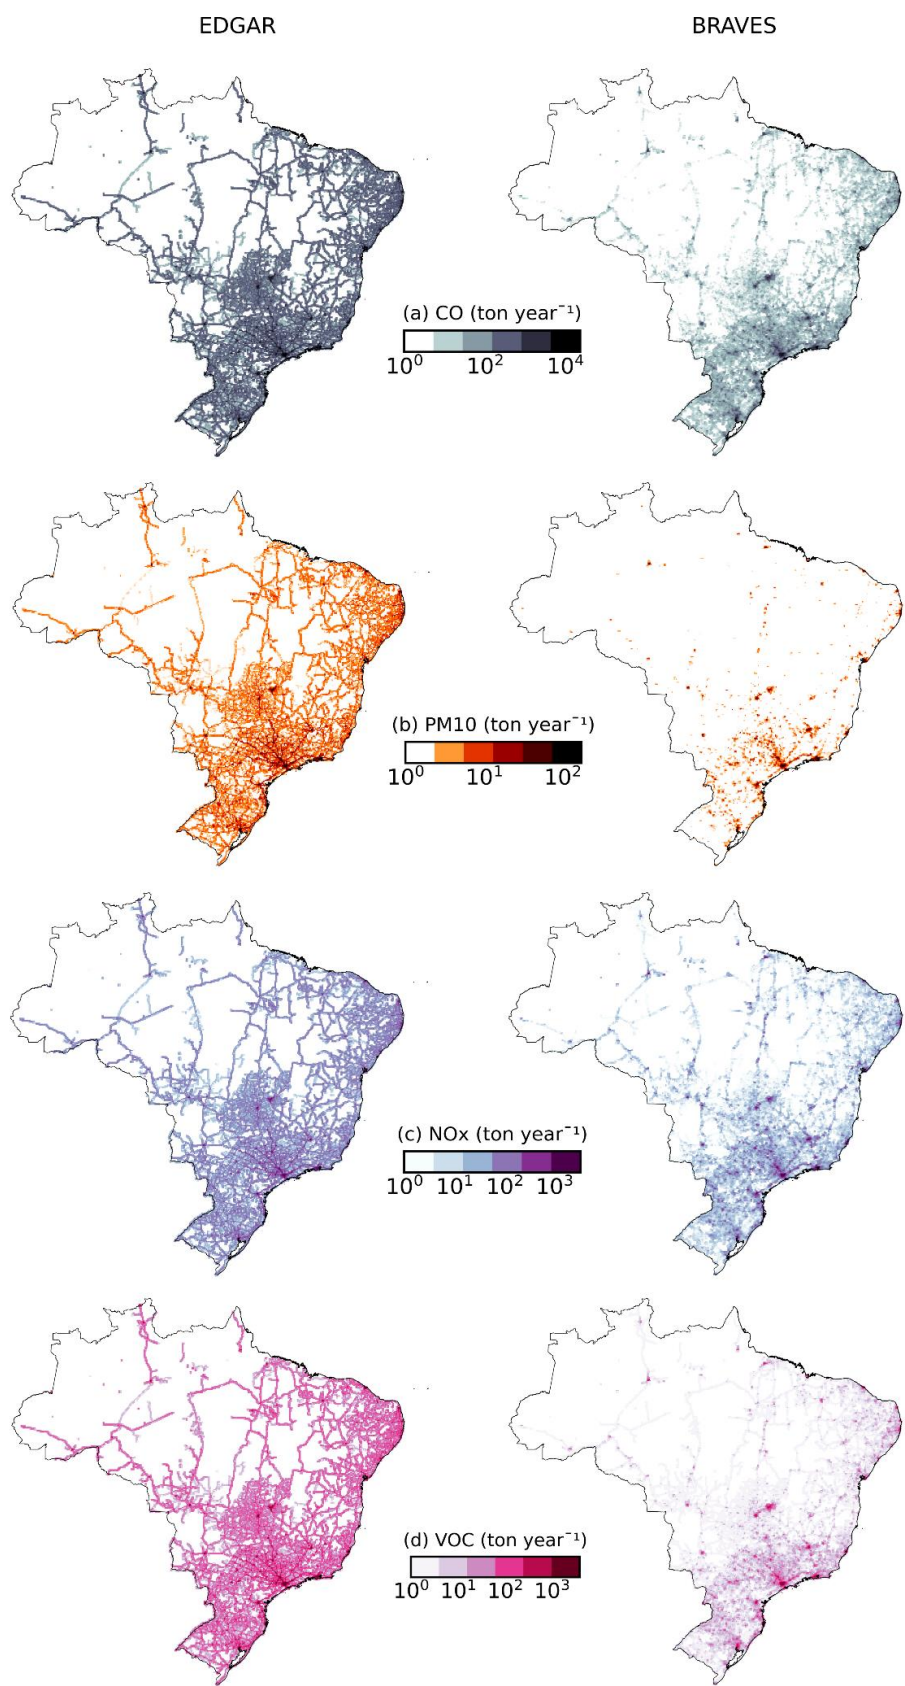 EDGAR BRAVES
(a) CO (ton year⁻¹)
10⁰ 10² 10⁴
(b) PM10 (ton year⁻¹)
10⁰ 10¹ 10²
(c) NOx (ton year⁻¹)
10⁰ 10¹ 10² 10³
(d) VOC (ton year⁻¹)
10⁰ 10¹ 10² 10³